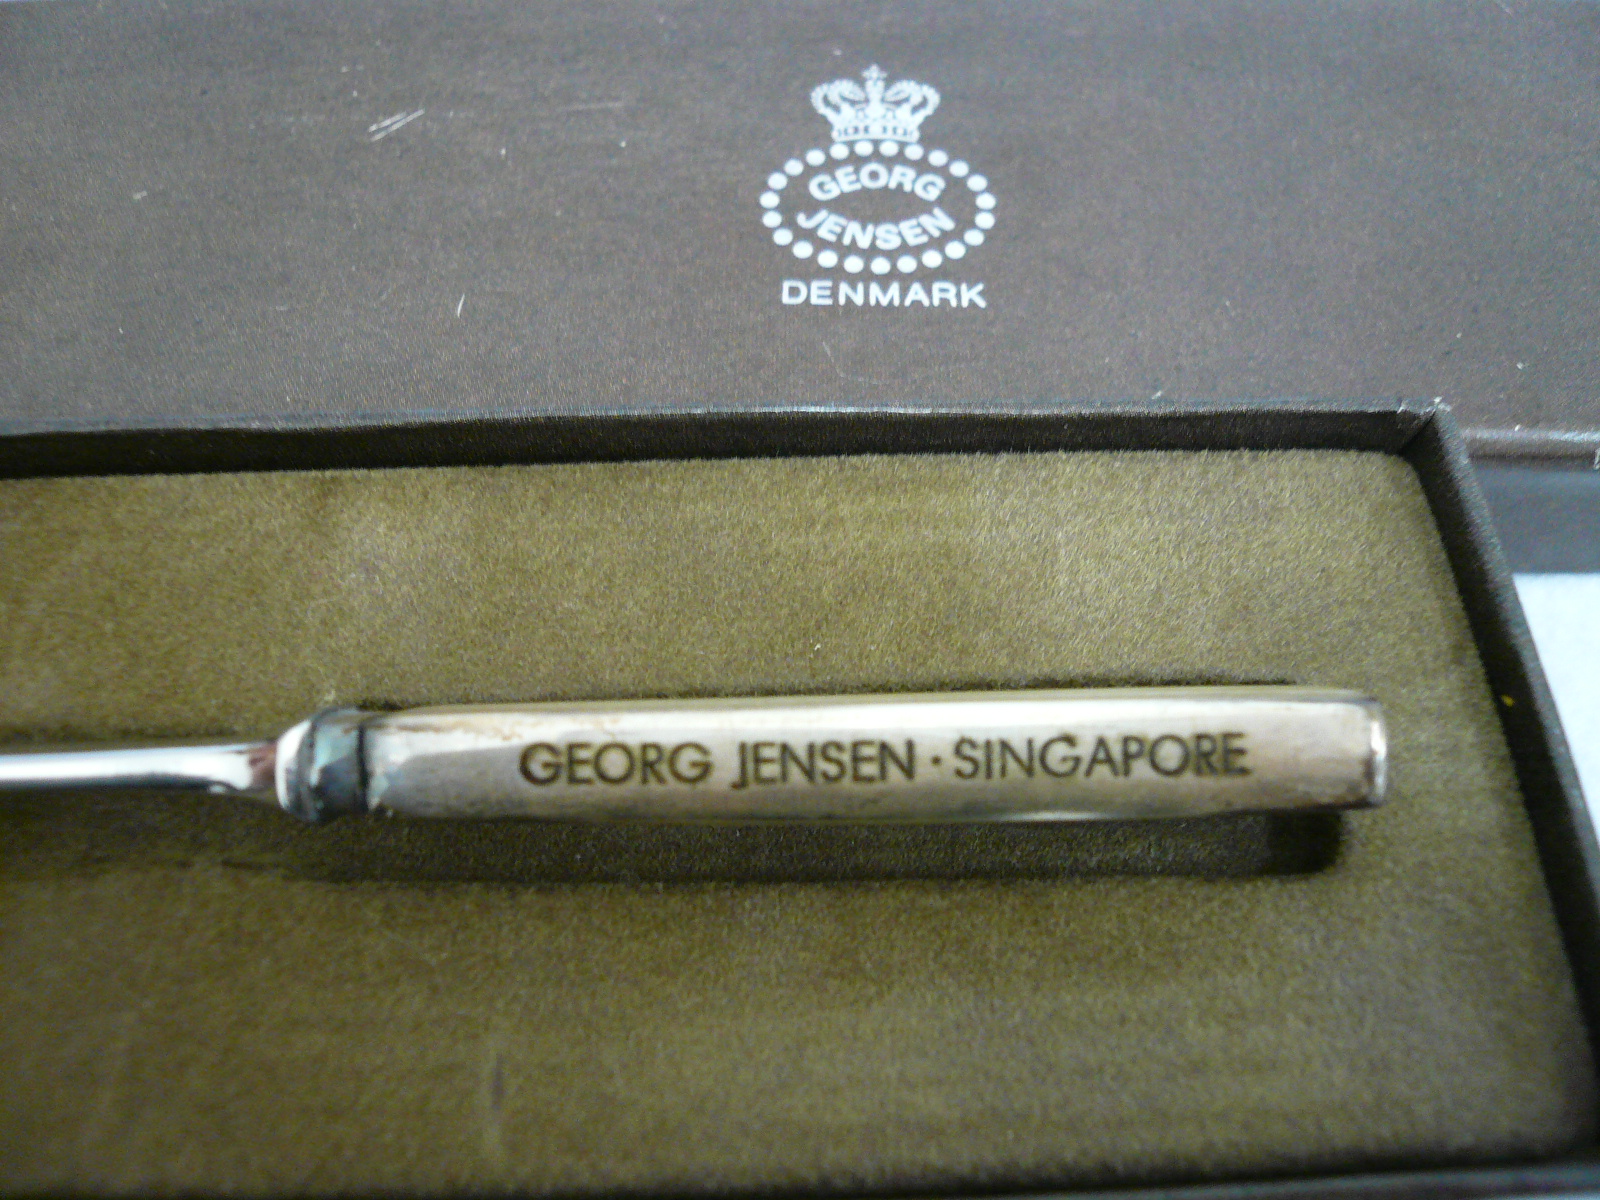 GEORG
JENSEN
DENMARK
GEORG JENSEN · SINGAPORE